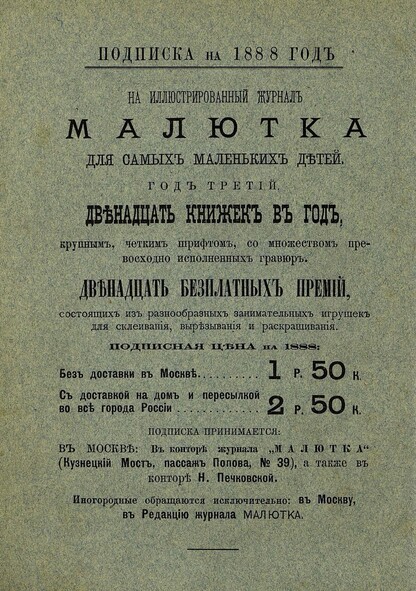 ПОДПИСКА на 1888 ГОДЪ
НА ИЛЛЮСТРИРОВАННЫЙ ЖУРНАЛЪ
МАЛЮТКА
ДЛЯ САМЫХЪ МАЛЕНЬКИХЪ ДѢТЕЙ.
ГОДЪ ТРЕТІЙ.
ДВѢНАДЦАТЬ КНИЖЕКЪ ВЪ ГОДЪ,
крупнымъ, четкимъ шрифтомъ, со множествомъ пре-
восходно исполненныхъ гравюръ.
ДВѢНАДЦАТЬ БЕЗПЛАТНЫХЪ ПРЕМІЙ,
состоящихъ изъ разнообразныхъ занимательныхъ игрушекъ
для склеиванія, вырѣзыванія и раскрашиванія.
ПОДПИСНАЯ ЦѢНА на 1888:
Безъ доставки въ Москвѣ.......... 1 Р. 50 К.
Съ доставкой на домъ и пересылкой
во всѣ города Россіи ............. 2 Р. 50 К.
ПОДПИСКА ПРИНИМАЕТСЯ:
ВЪ МОСКВѢ: Въ конторѣ журнала „МАЛЮТКА“
(Кузнецкій Мостъ, пассажъ Попова, № 39), а также въ
конторѣ Н. Печковской.
Иногородные обращаются исключительно: въ Москву,
въ Редакцію журнала МАЛЮТКА.